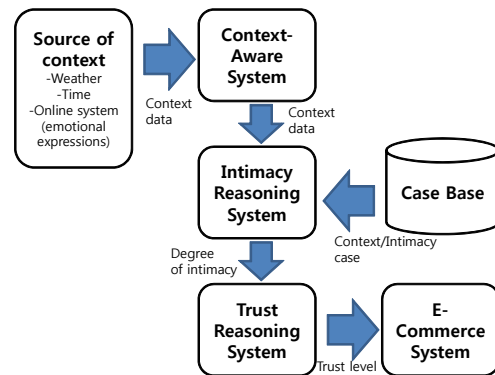 Source of
context
-Weather
-Time
-Online system
(emotional
expressions)
Context
data
Context-
Aware
System
Context
data
Intimacy
Reasoning
System
Case Base
Context/Intimacy
case
Degree
of intimacy
Trust
Reasoning
System
Trust level
E-
Commerce
System